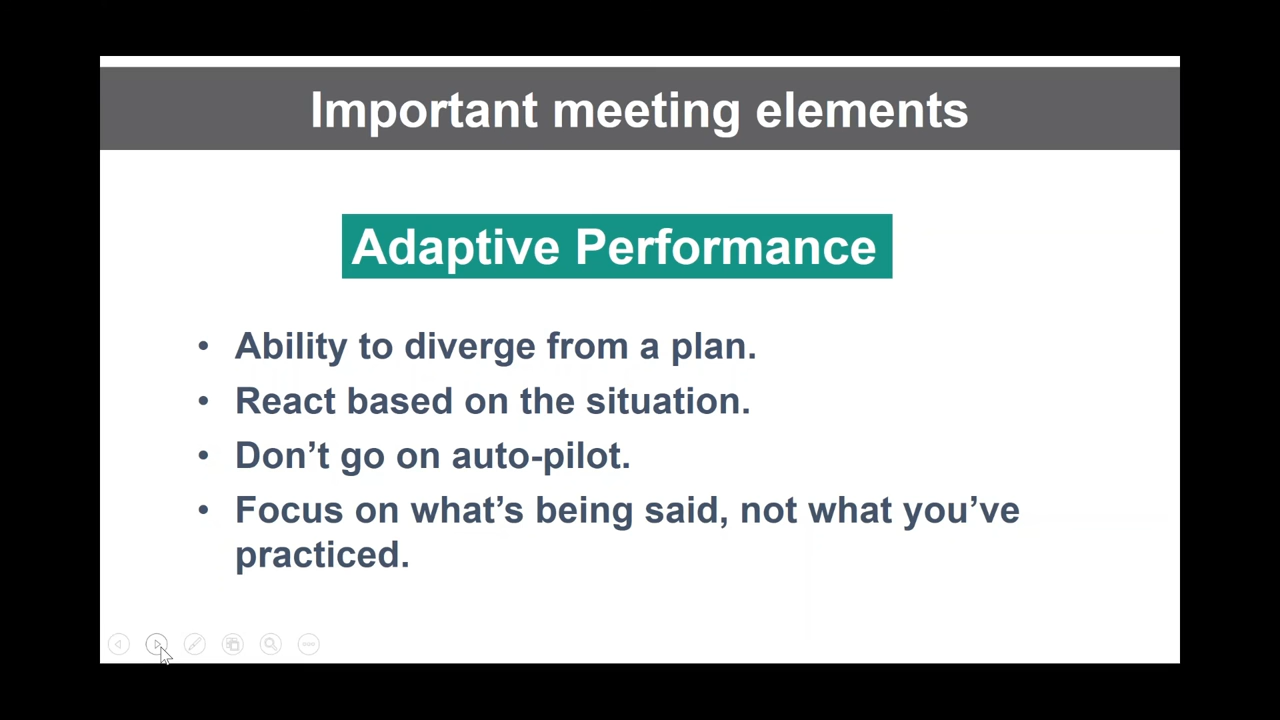 Important meeting elements
Adaptive Performance
• Ability to diverge from a plan.
• React based on the situation.
• Don’t go on auto-pilot.
• Focus on what’s being said, not what you’ve
practiced.